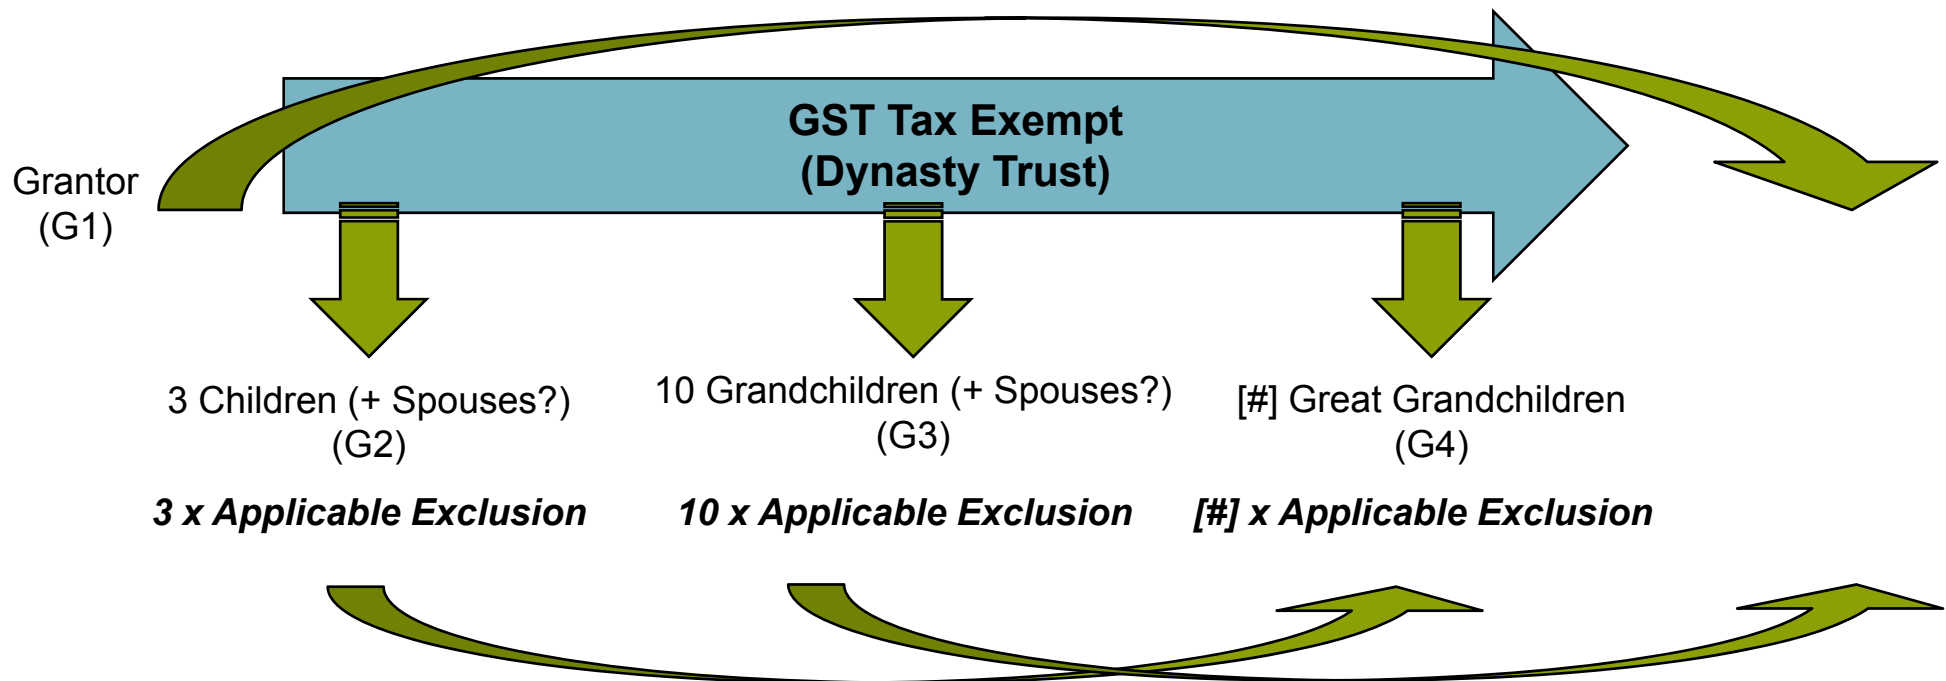 GST Tax Exempt
(Dynasty Trust)
Grantor
(G1)
3 Children (+ Spouses?)
(G2)
10 Grandchildren (+ Spouses?)
(G3)
[#] Great Grandchildren
(G4)
3 x Applicable Exclusion
10 x Applicable Exclusion
[#] x Applicable Exclusion